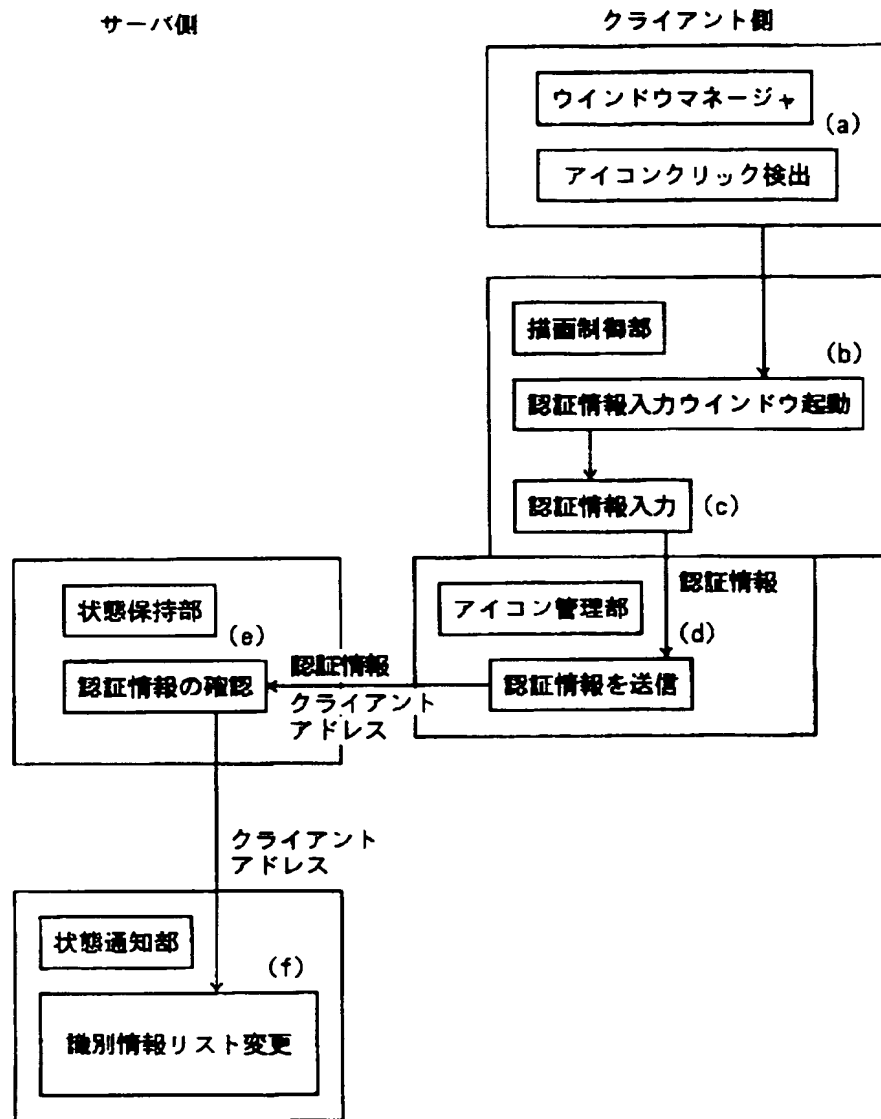 サーバ側
クライアント側
ウインドウマネージャ
(a)
アイコンクリック検出
描画制御部
(b)
認証情報入力ウインドウ起動
認証情報入力
(c)
認証情報
アイコン管理部
(d)
認証情報を送信
状態保持部
(e)
認証情報
認証情報の確認
クライアント
アドレス
クライアント
アドレス
状態通知部
(f)
識別情報リスト変更